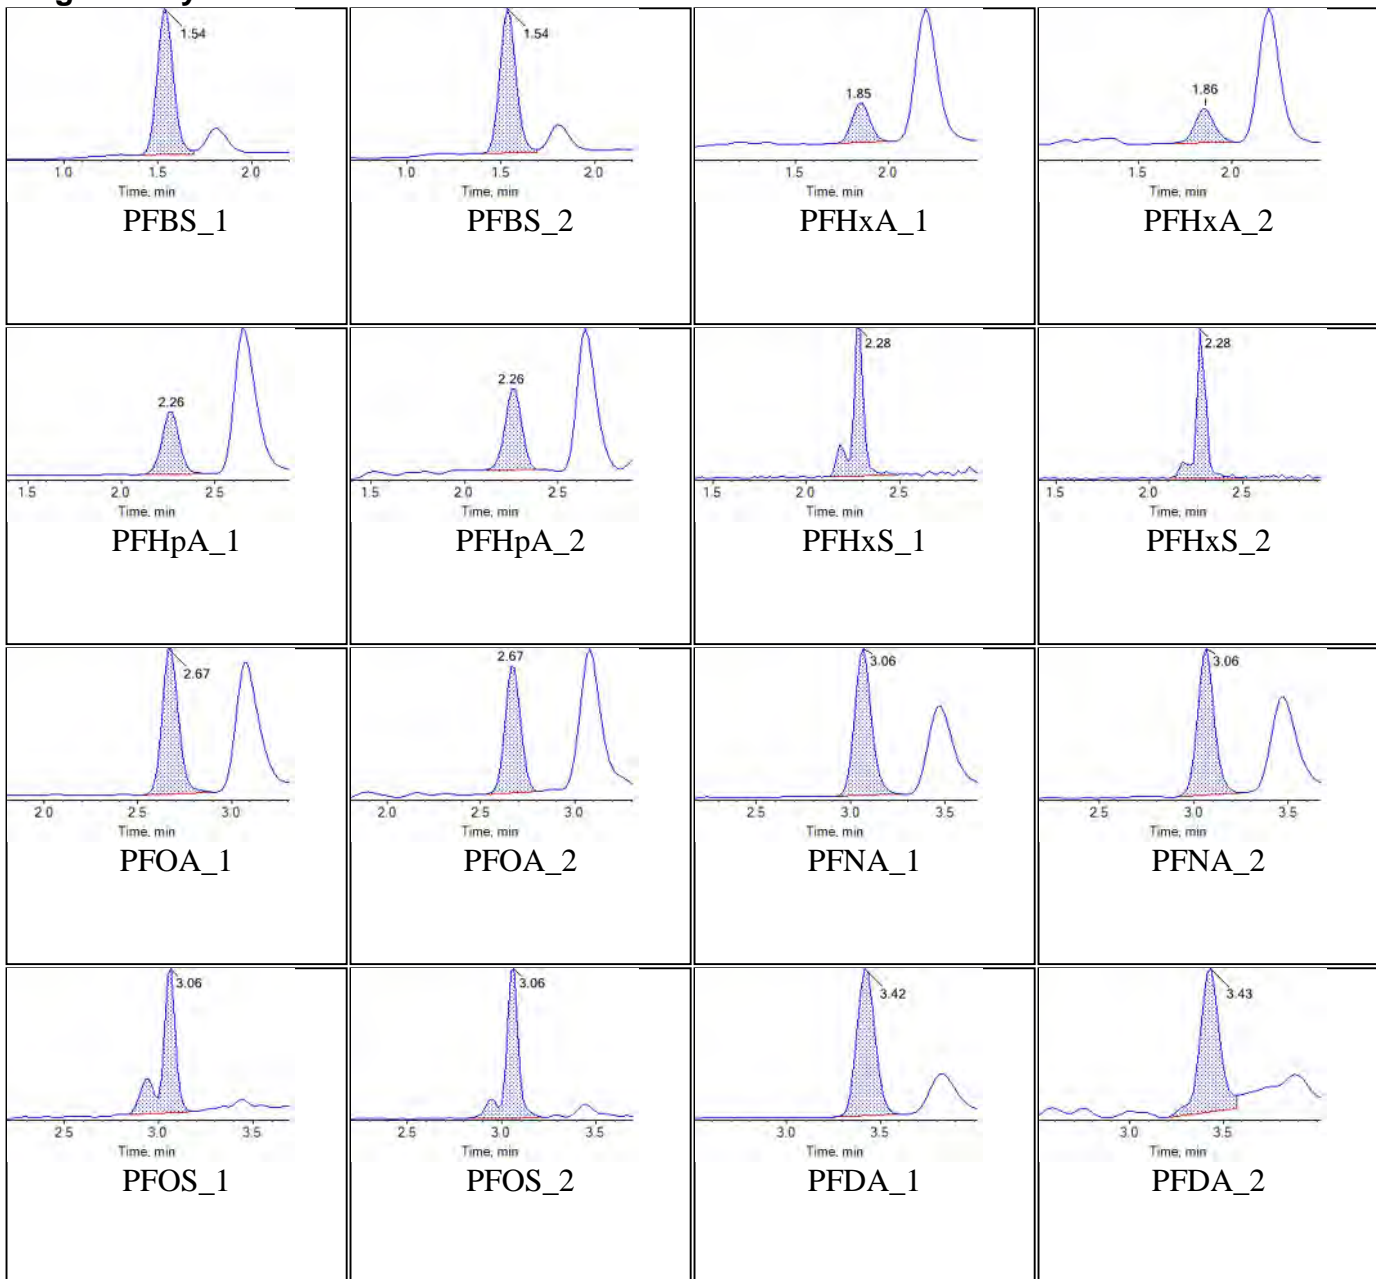 1.54
1.0 1.5 2.0
Time, min
PFBS_1
1.54
1.0 1.5 2.0
Time, min
PFBS_2
1.85
1.5 2.0
Time, min
PFHxA_1
1.86
1.5 2.0
Time, min
PFHxA_2
2.26
1.5 2.0 2.5
Time, min
PFHpA_1
2.26
1.5 2.0 2.5
Time, min
PFHpA_2
2.28
1.5 2.0 2.5
Time, min
PFHxS_1
2.28
1.5 2.0 2.5
Time, min
PFHxS_2
2.67
2.0 2.5 3.0
Time, min
PFOA_1
2.67
2.0 2.5 3.0
Time, min
PFOA_2
3.06
2.5 3.0 3.5
Time, min
PFNA_1
3.06
2.5 3.0 3.5
Time, min
PFNA_2
3.06
2.5 3.0 3.5
Time, min
PFOS_1
3.06
2.5 3.0 3.5
Time, min
PFOS_2
3.42
3.0 3.5
Time, min
PFDA_1
3.43
3.0 3.5
Time, min
PFDA_2